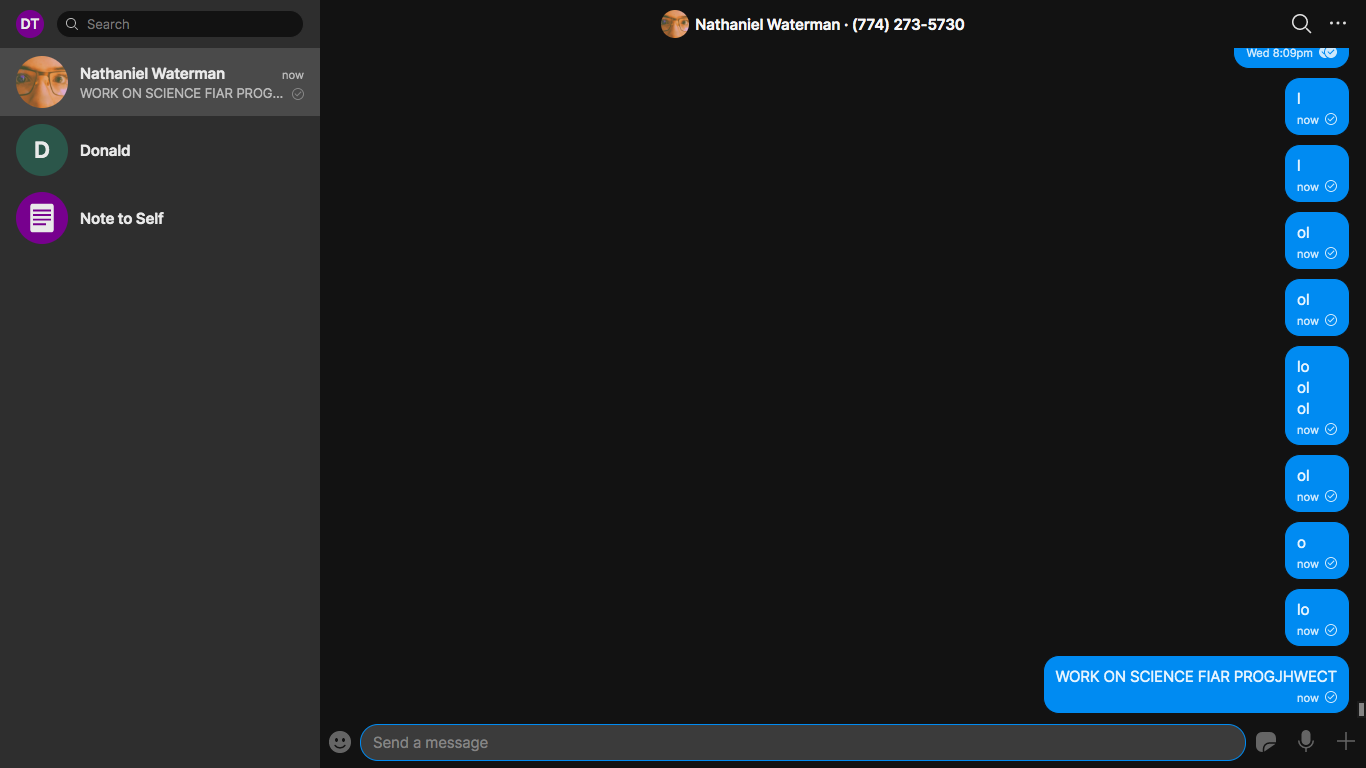 DT
Search
Nathaniel Waterman · (774) 273-5730
Nathaniel Waterman
now
WORK ON SCIENCE FIAR PROG...
D
Donald
Note to Self
Wed 8:09pm
l
now
l
now
ol
now
ol
now
lo
ol
ol
now
ol
now
o
now
lo
now
WORK ON SCIENCE FIAR PROGJHWECT
now
Send a message